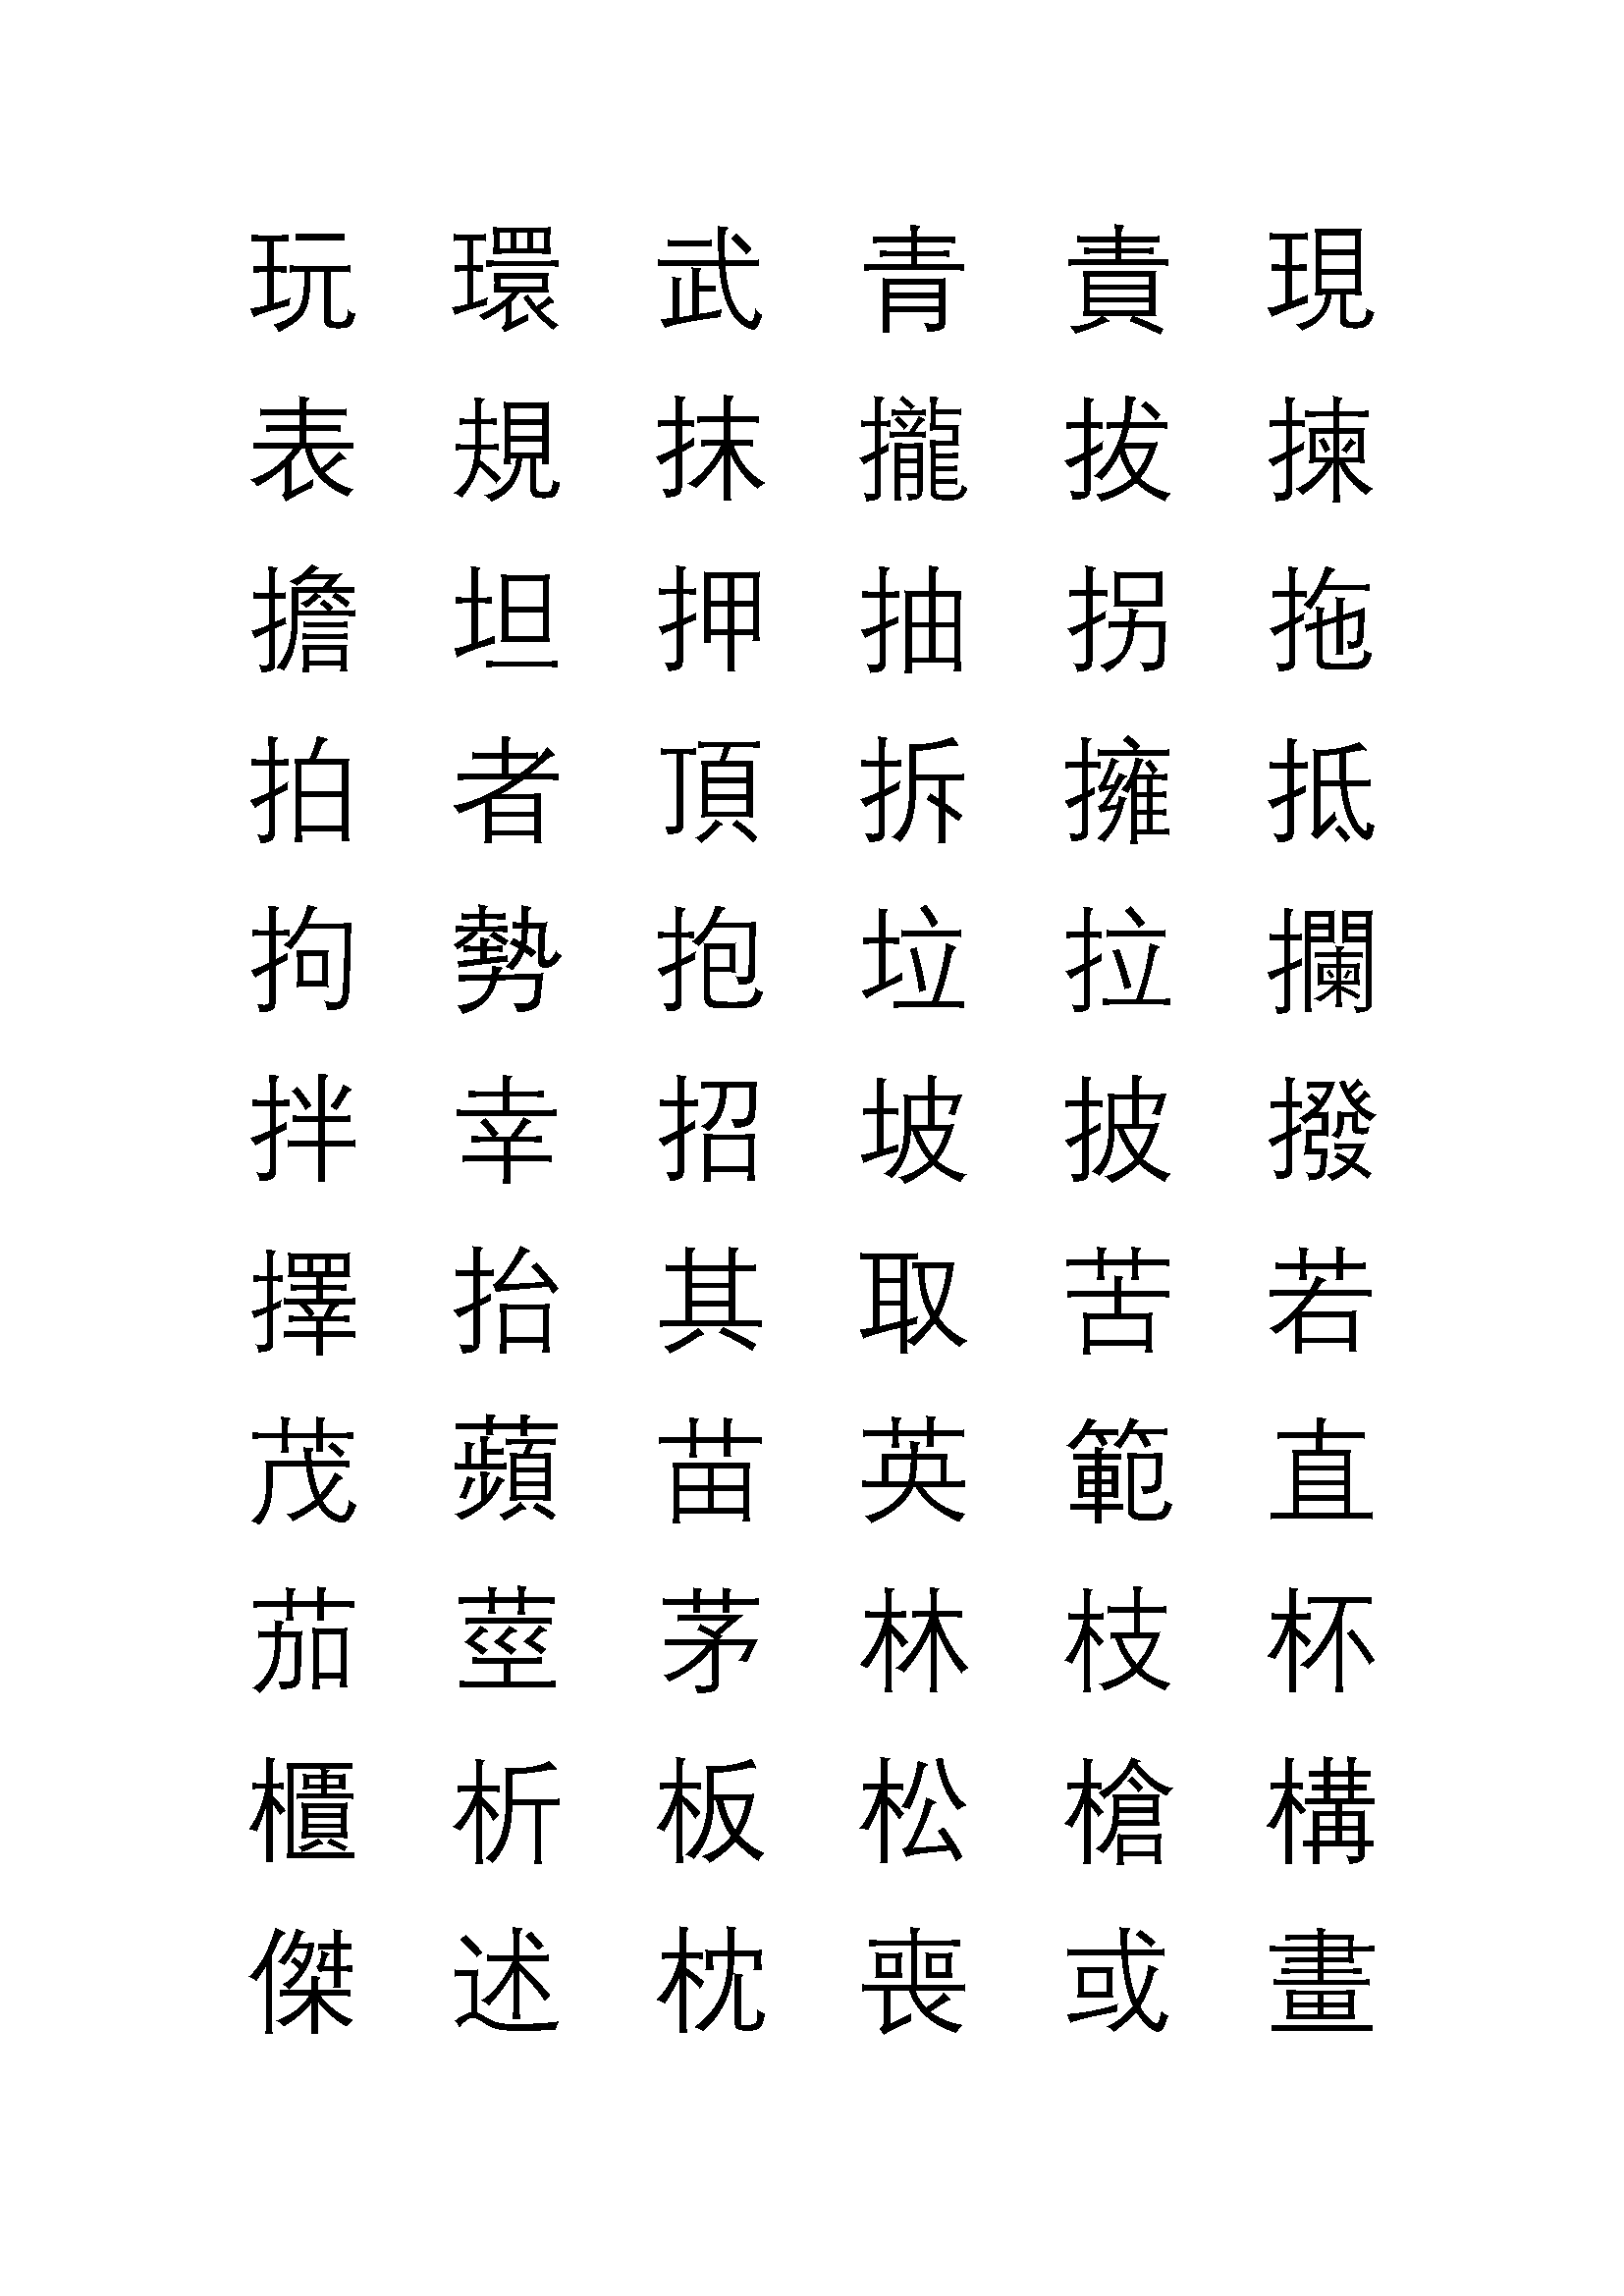 玩 環 武 青 責 現
表 規 抹 攏 拔 揀
擔 坦 押 抽 拐 拖
拍 者 頂 拆 擁 抵
拘 勢 抱 垃 拉 攔
拌 幸 招 坡 披 撥
擇 抬 其 取 苦 若
茂 蘋 苗 英 範 直
茄 莖 茅 林 枝 杯
櫃 析 板 松 槍 構
傑 述 枕 喪 或 畫